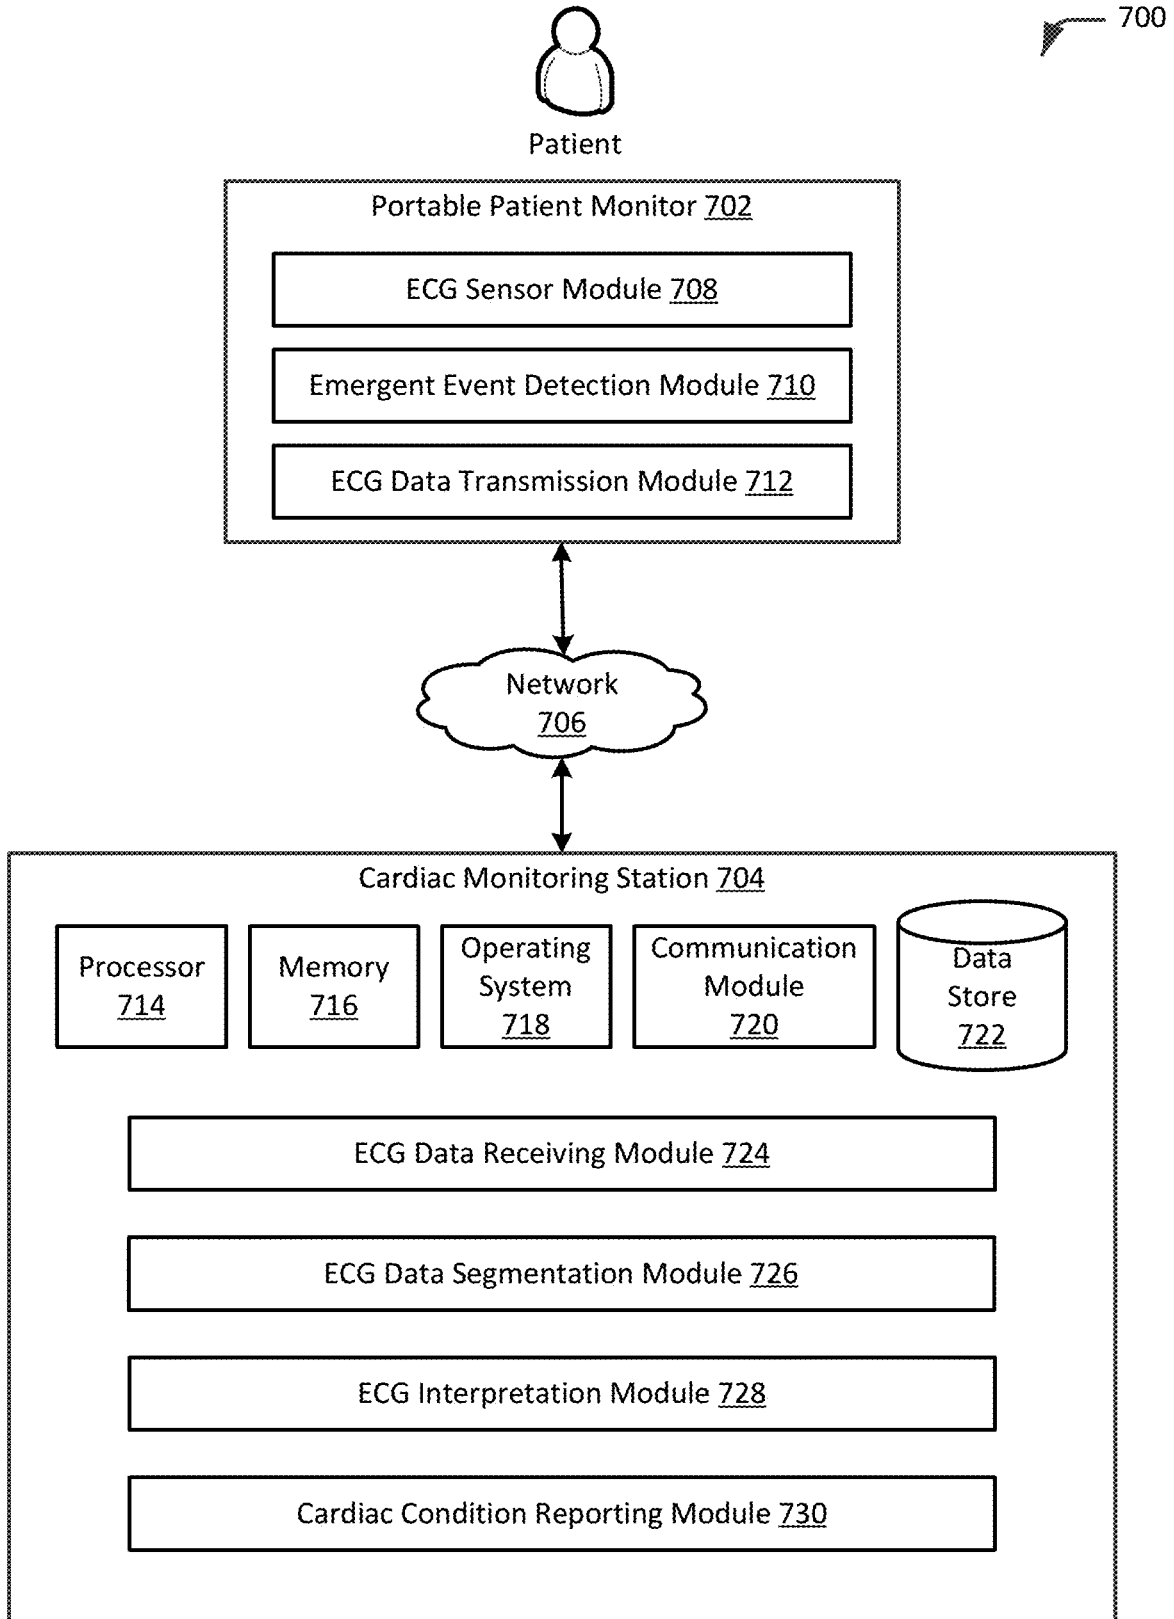 700
Patient
Portable Patient Monitor 702
ECG Sensor Module 708
Emergent Event Detection Module 710
ECG Data Transmission Module 712
Network
706
Cardiac Monitoring Station 704
Processor
714
Memory
716
Operating
System
718
Communication
Module
720
Data
Store
722
ECG Data Receiving Module 724
ECG Data Segmentation Module 726
ECG Interpretation Module 728
Cardiac Condition Reporting Module 730